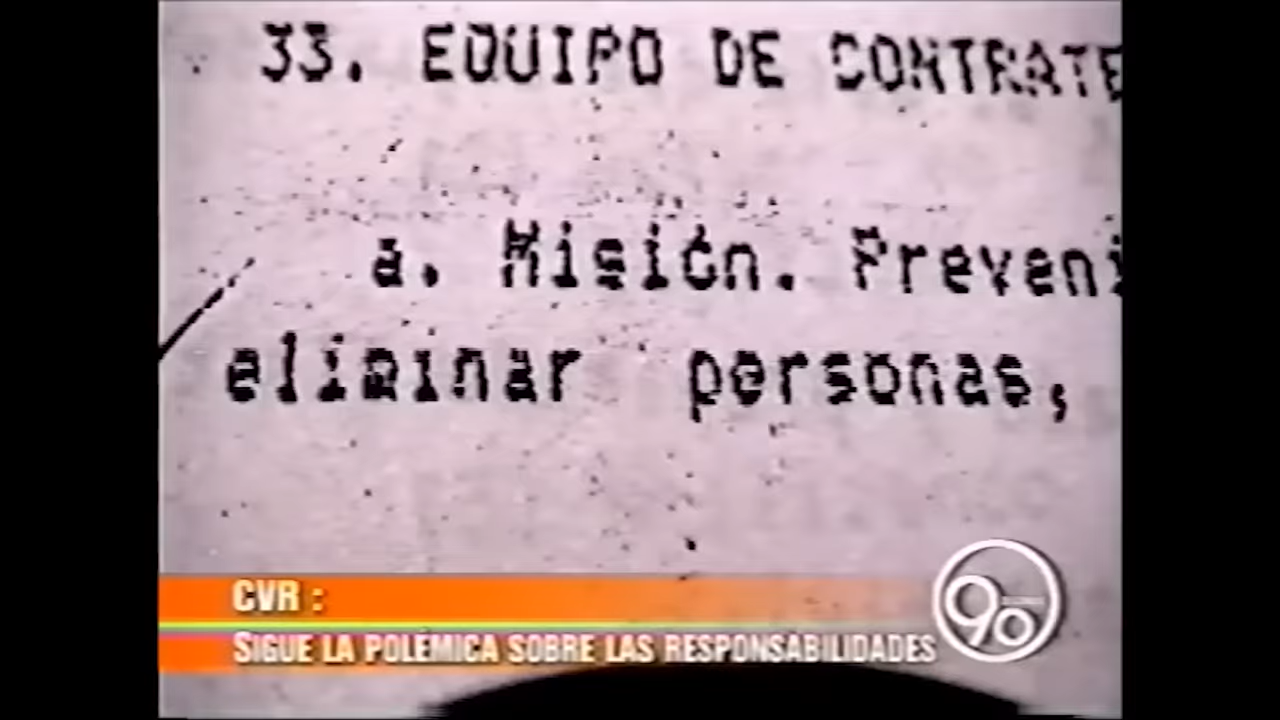 33. EQUIPO DE CONTRATE
a. Misión. Preveni
eliminar personas,
CVR :
SIGUE LA POLÉMICA SOBRE LAS RESPONSABILIDADES
90